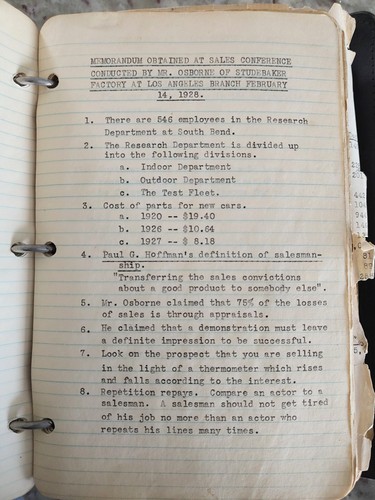 MEMORANDUM OBTAINED AT SALES CONFERENCE
CONDUCTED BY MR. OSBORNE OF STUDEBAKER
FACTORY AT LOS ANGELES BRANCH FEBRUARY
14, 1928.
1. There are 546 employees in the Research
Department at South Bend.
2. The Research Department is divided up
into the following divisions.
a. Indoor Department
b. Outdoor Department
c. The Test Fleet.
3. Cost of parts for new cars.
a. 1920 -- $19.40
b. 1926 -- $10.64
c. 1927 -- $ 8.18
4. Paul G. Hoffman's definition of salesman-
ship.
"Transferring the sales convictions
about a good product to somebody else".
5. Mr. Osborne claimed that 75% of the losses
of sales is through appraisals.
6. He claimed that a demonstration must leave
a definite impression to be successful.
7. Look on the prospect that you are selling
in the light of a thermometer which rises
and falls according to the interest.
8. Repetition repays. Compare an actor to a
salesman. A salesman should not get tired
of his job no more than an actor who
repeats his lines many times.